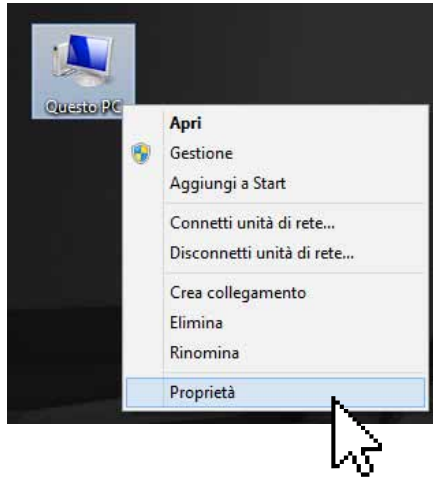 Questo PC
Apri
Gestione
Aggiungi a Start
Connetti unità di rete...
Disconnetti unità di rete...
Crea collegamento
Elimina
Rinomina
Proprietà